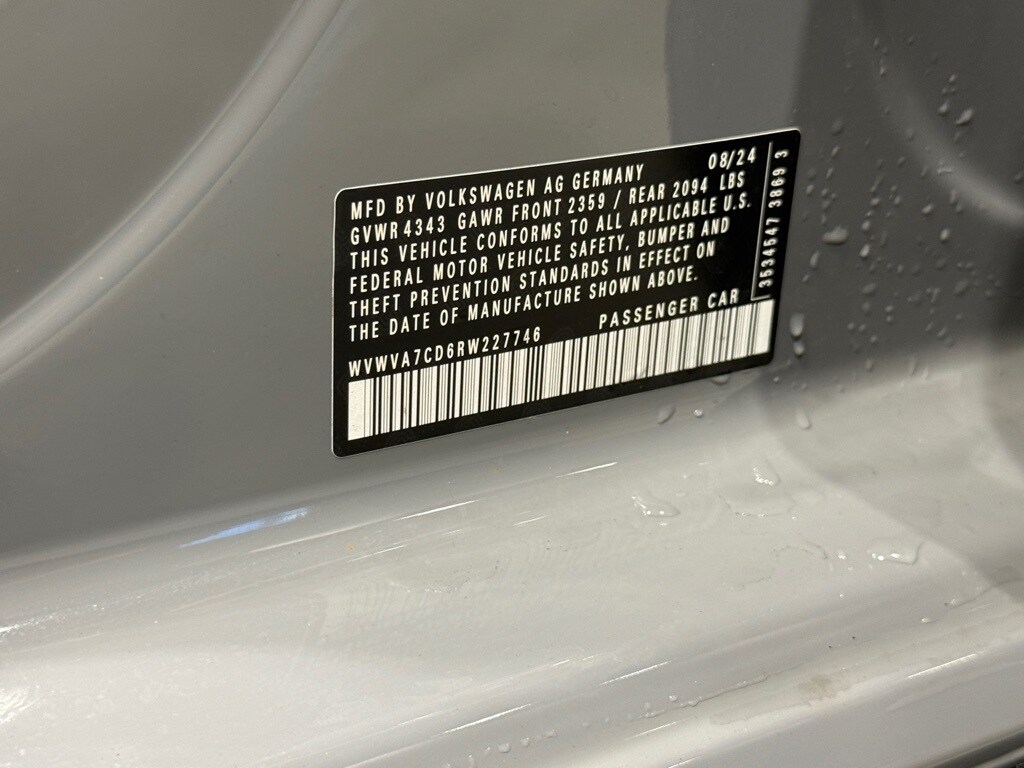 08/24
MFD BY VOLKSWAGEN AG GERMANY
GVWR 4343 GAWR FRONT 2359 / REAR 2094 LBS
THIS VEHICLE CONFORMS TO ALL APPLICABLE U.S.
FEDERAL MOTOR VEHICLE SAFETY, BUMPER AND
THEFT PREVENTION STANDARDS IN EFFECT ON
THE DATE OF MANUFACTURE SHOWN ABOVE.
WVWVA7CD6RW227746 PASSENGER CAR
3534547 3869 3